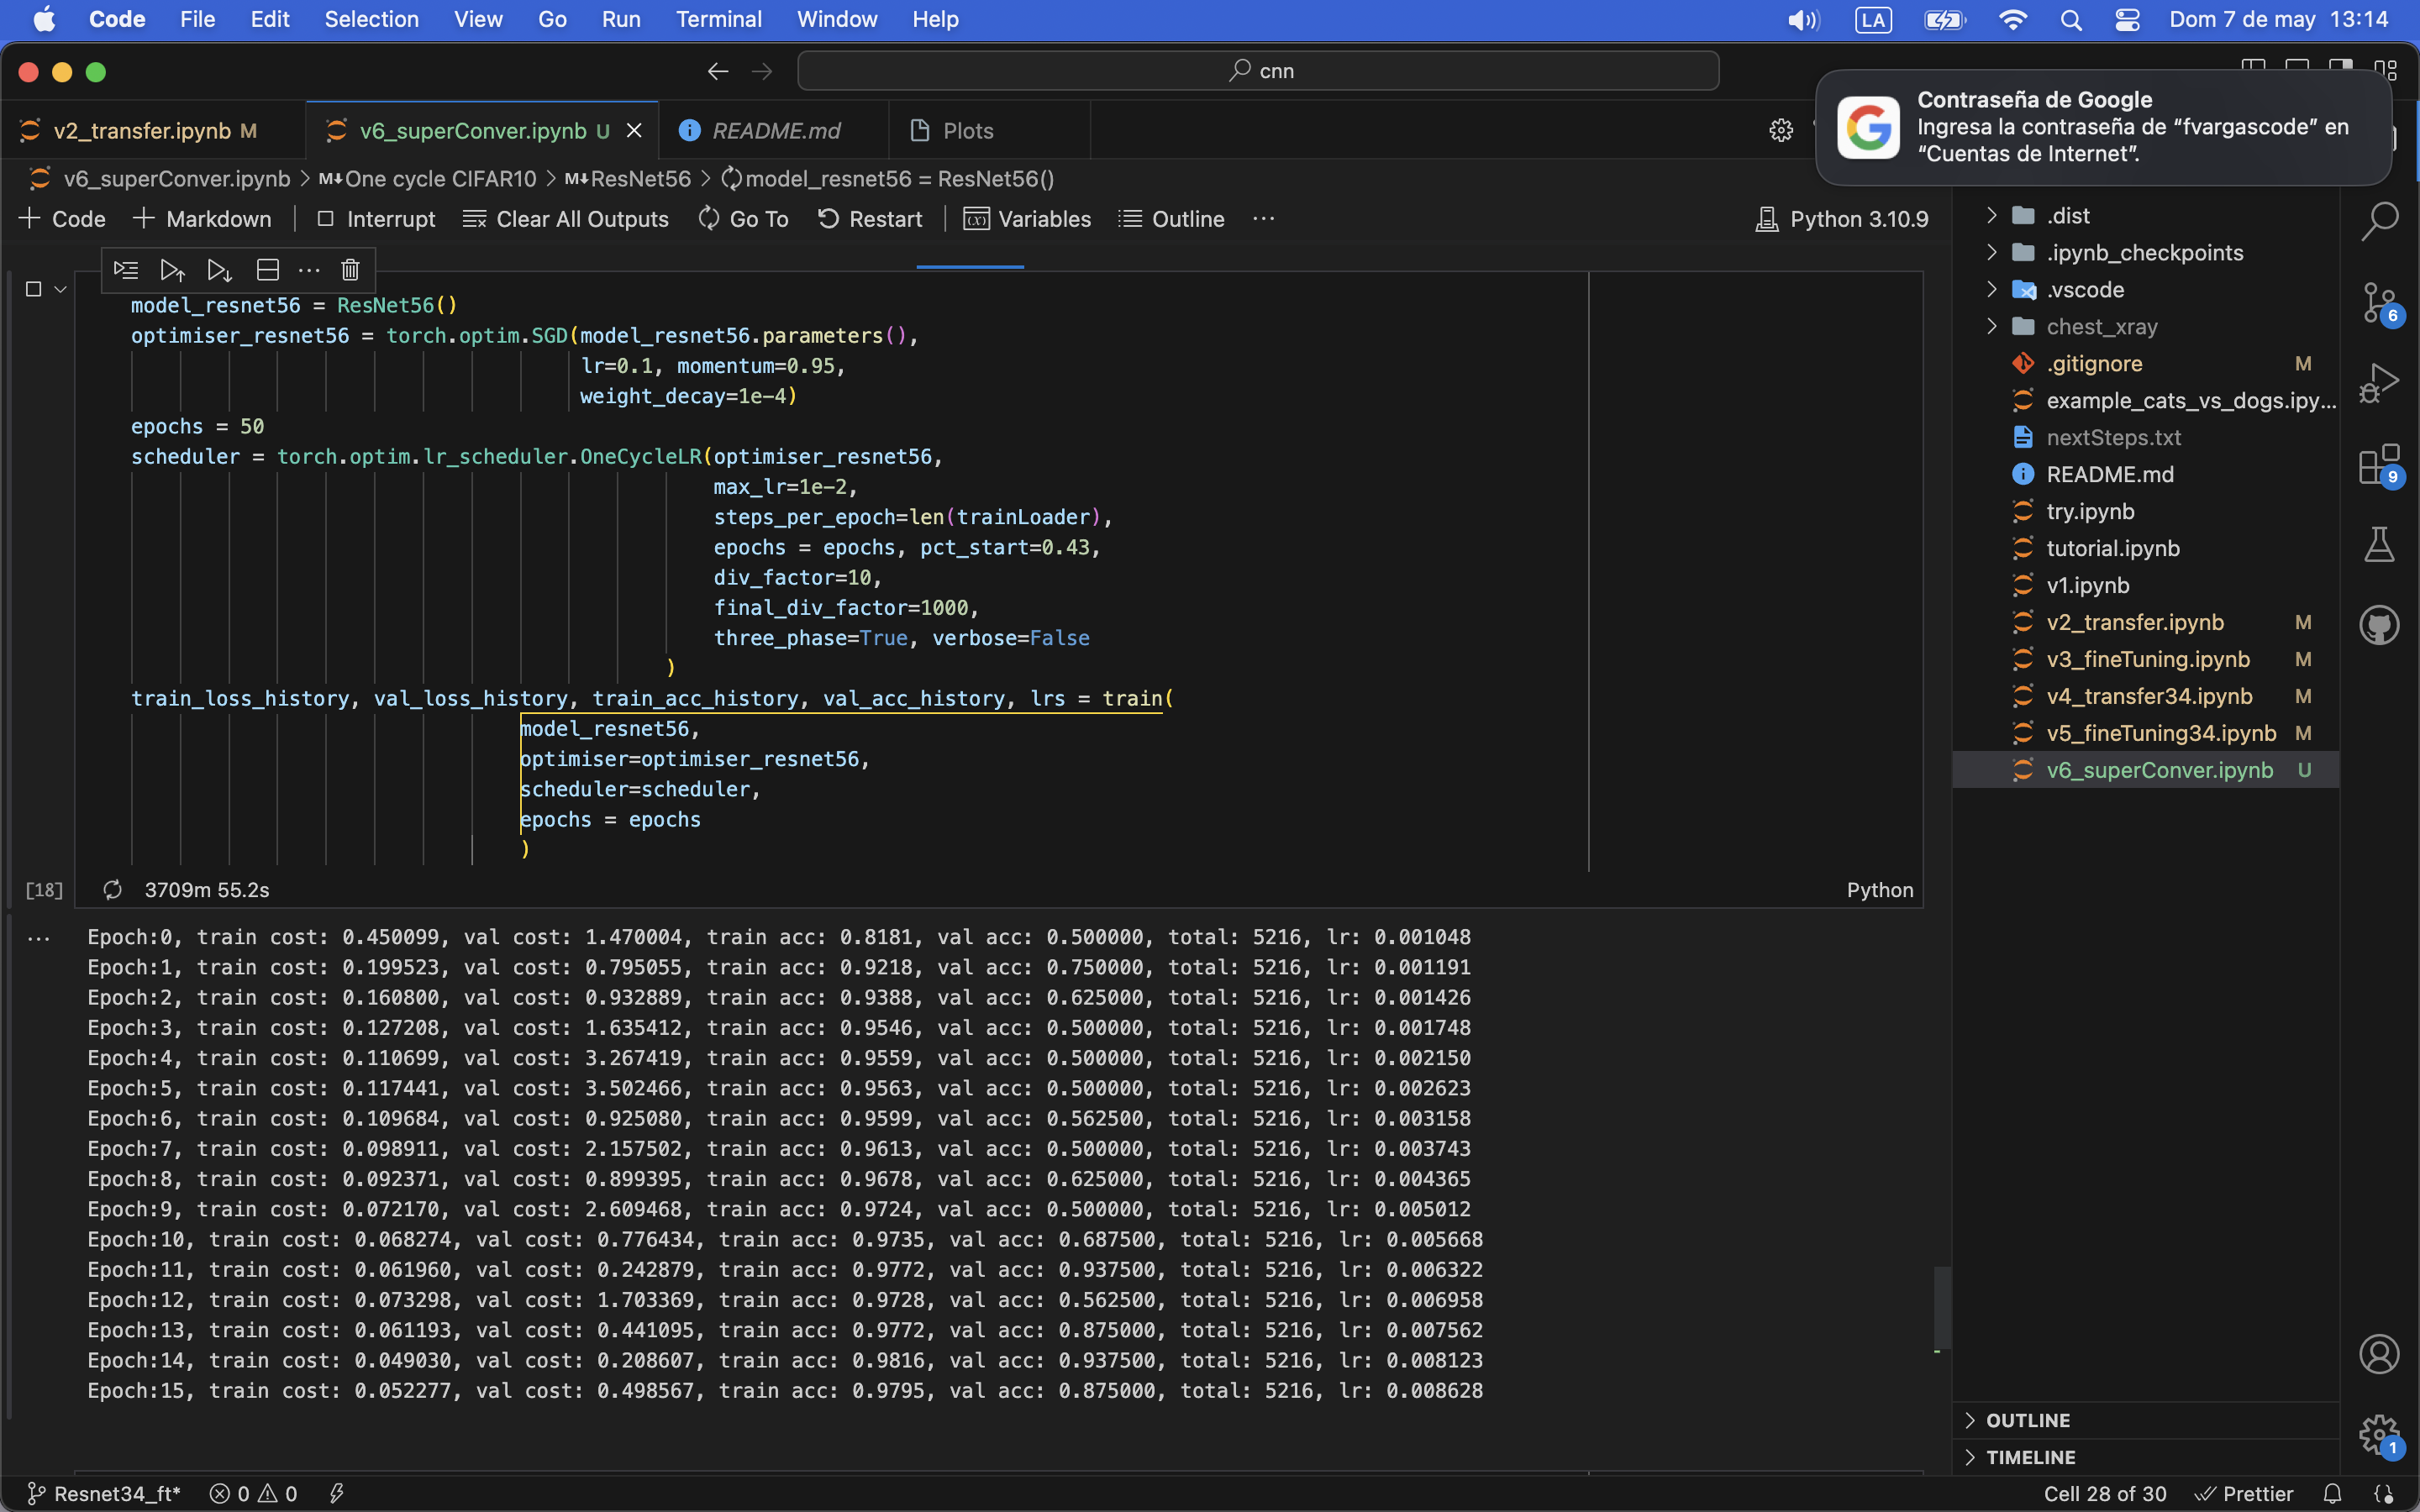 Code File Edit Selection View Go Run Terminal Window Help LA Dom 7 de may 13:14
cnn
Contraseña de Google
Ingresa la contraseña de “fvargascode” en
“Cuentas de Internet”.
v2_transfer.ipynb M v6_superConver.ipynb U README.md Plots
v6_superConver.ipynb > M↓One cycle CIFAR10 > M↓ResNet56 > model_resnet56 = ResNet56()
+ Code + Markdown Interrupt Clear All Outputs Go To Restart Variables Outline ... Python 3.10.9
model_resnet56 = ResNet56()
optimiser_resnet56 = torch.optim.SGD(model_resnet56.parameters(),
lr=0.1, momentum=0.95,
weight_decay=1e-4)
epochs = 50
scheduler = torch.optim.lr_scheduler.OneCycleLR(optimiser_resnet56,
max_lr=1e-2,
steps_per_epoch=len(trainLoader),
epochs = epochs, pct_start=0.43,
div_factor=10,
final_div_factor=1000,
three_phase=True, verbose=False
)
train_loss_history, val_loss_history, train_acc_history, val_acc_history, lrs = train(
model_resnet56,
optimiser=optimiser_resnet56,
scheduler=scheduler,
epochs = epochs
)
[18] 3709m 55.2s Python
Epoch:0, train cost: 0.450099, val cost: 1.470004, train acc: 0.8181, val acc: 0.500000, total: 5216, lr: 0.001048
Epoch:1, train cost: 0.199523, val cost: 0.795055, train acc: 0.9218, val acc: 0.750000, total: 5216, lr: 0.001191
Epoch:2, train cost: 0.160800, val cost: 0.932889, train acc: 0.9388, val acc: 0.625000, total: 5216, lr: 0.001426
Epoch:3, train cost: 0.127208, val cost: 1.635412, train acc: 0.9546, val acc: 0.500000, total: 5216, lr: 0.001748
Epoch:4, train cost: 0.110699, val cost: 3.267419, train acc: 0.9559, val acc: 0.500000, total: 5216, lr: 0.002150
Epoch:5, train cost: 0.117441, val cost: 3.502466, train acc: 0.9563, val acc: 0.500000, total: 5216, lr: 0.002623
Epoch:6, train cost: 0.109684, val cost: 0.925080, train acc: 0.9599, val acc: 0.562500, total: 5216, lr: 0.003158
Epoch:7, train cost: 0.098911, val cost: 2.157502, train acc: 0.9613, val acc: 0.500000, total: 5216, lr: 0.003743
Epoch:8, train cost: 0.092371, val cost: 0.899395, train acc: 0.9678, val acc: 0.625000, total: 5216, lr: 0.004365
Epoch:9, train cost: 0.072170, val cost: 2.609468, train acc: 0.9724, val acc: 0.500000, total: 5216, lr: 0.005012
Epoch:10, train cost: 0.068274, val cost: 0.776434, train acc: 0.9735, val acc: 0.687500, total: 5216, lr: 0.005668
Epoch:11, train cost: 0.061960, val cost: 0.242879, train acc: 0.9772, val acc: 0.937500, total: 5216, lr: 0.006322
Epoch:12, train cost: 0.073298, val cost: 1.703369, train acc: 0.9728, val acc: 0.562500, total: 5216, lr: 0.006958
Epoch:13, train cost: 0.061193, val cost: 0.441095, train acc: 0.9772, val acc: 0.875000, total: 5216, lr: 0.007562
Epoch:14, train cost: 0.049030, val cost: 0.208607, train acc: 0.9816, val acc: 0.937500, total: 5216, lr: 0.008123
Epoch:15, train cost: 0.052277, val cost: 0.498567, train acc: 0.9795, val acc: 0.875000, total: 5216, lr: 0.008628
.dist
.ipynb_checkpoints
.vscode
chest_xray
.gitignore M
example_cats_vs_dogs.ipy...
nextSteps.txt
README.md
try.ipynb
tutorial.ipynb
v1.ipynb
v2_transfer.ipynb M
v3_fineTuning.ipynb M
v4_transfer34.ipynb M
v5_fineTuning34.ipynb M
v6_superConver.ipynb U
OUTLINE
TIMELINE
6
9
1
Resnet34_ft* 0 0 Cell 28 of 30 Prettier